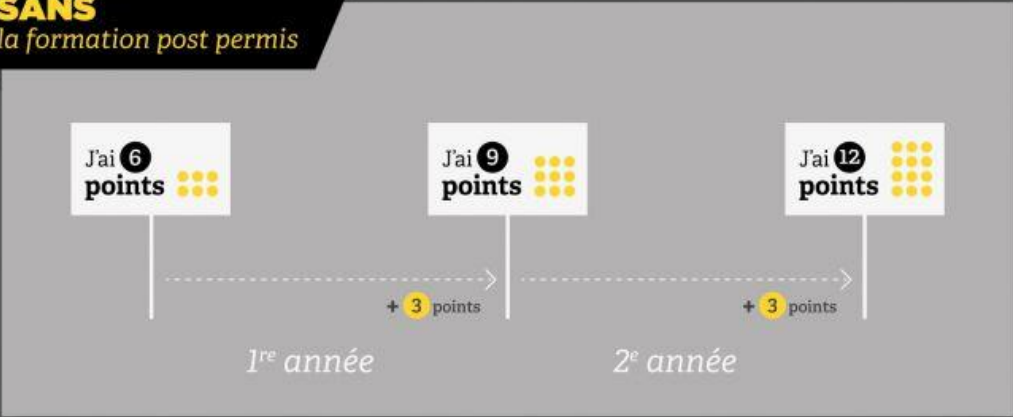 SANS
la formation post permis
J'ai 6
points
J'ai 9
points
J'ai 12
points
+ 3 points
+ 3 points
1re année
2e année